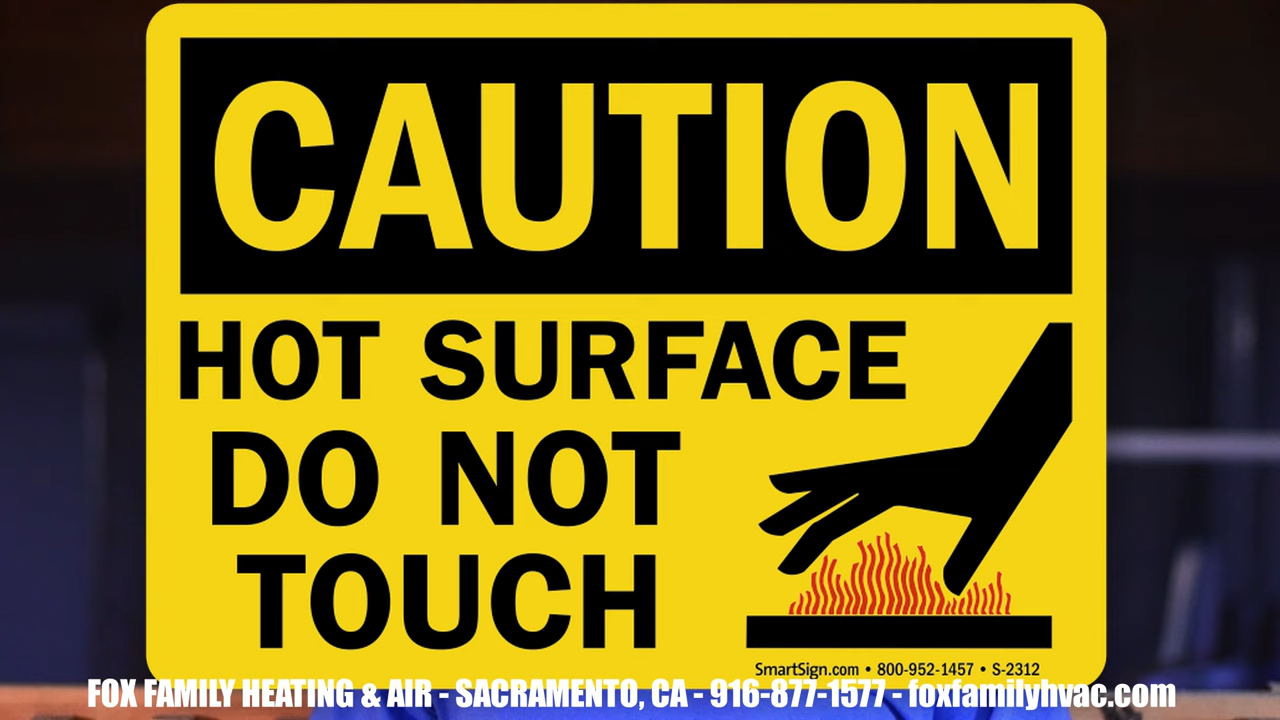 CAUTION
HOT SURFACE
DO NOT
TOUCH
SmartSign.com • 800-952-1457 • S-2312
FOX FAMILY HEATING & AIR - SACRAMENTO, CA - 916-877-1577 - foxfamilyhvac.com